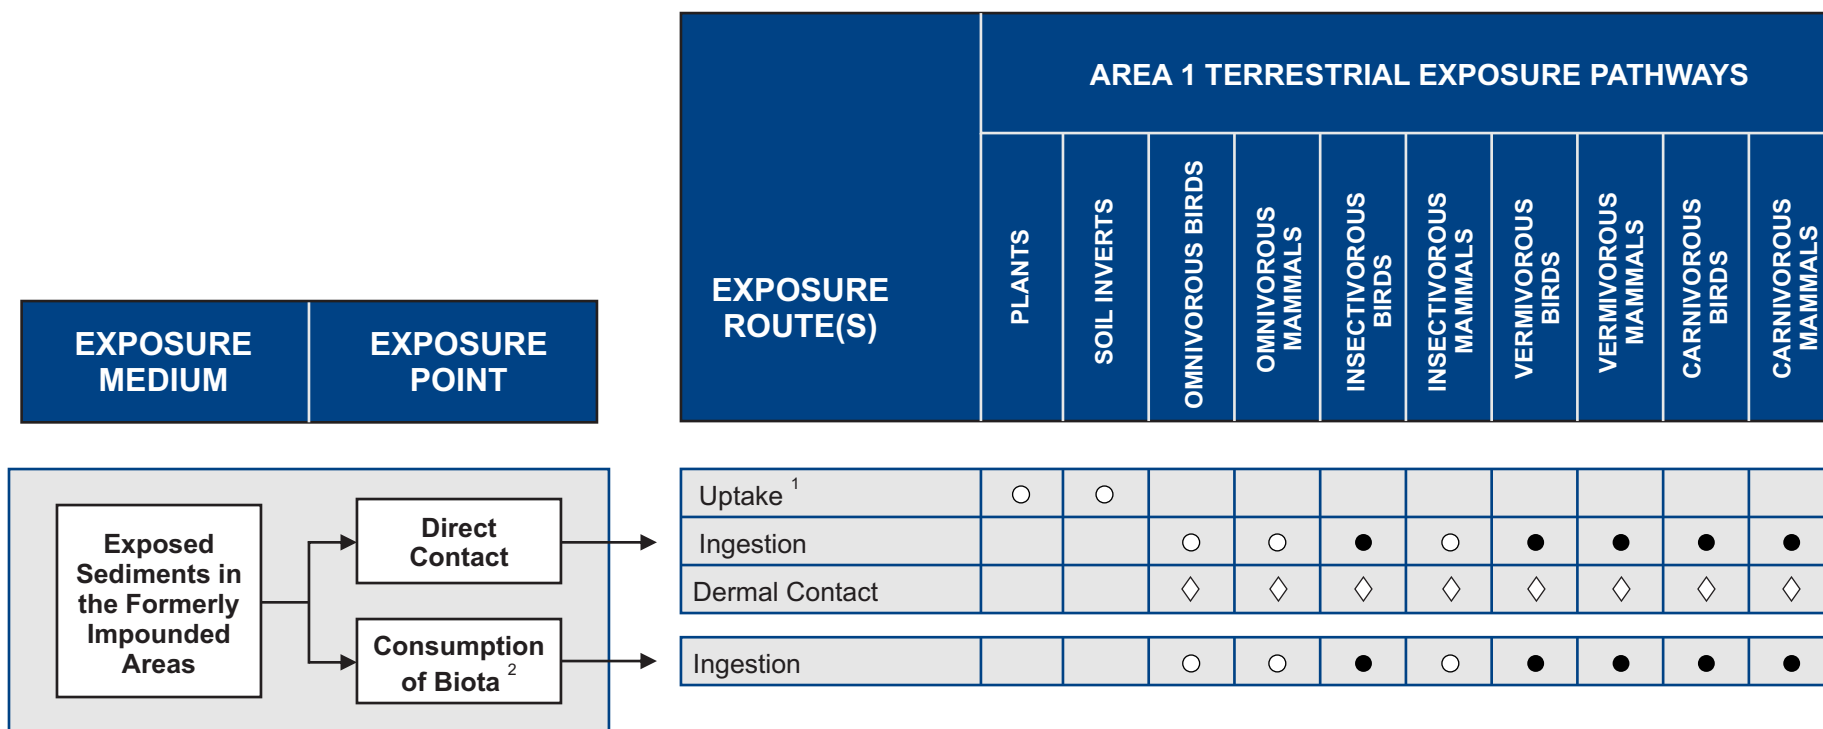 AREA 1 TERRESTRIAL EXPOSURE PATHWAYS
EXPOSURE
ROUTE(S)
PLANTS
SOIL INVERTS
OMNIVOROUS BIRDS
OMNIVOROUS
MAMMALS
INSECTIVOROUS
BIRDS
INSECTIVOROUS
MAMMALS
VERMIVOROUS
BIRDS
VERMIVOROUS
MAMMALS
CARNIVOROUS
BIRDS
CARNIVOROUS
MAMMALS
EXPOSURE
MEDIUM
EXPOSURE
POINT
Exposed
Sediments in
the Formerly
Impounded
Areas
Direct
Contact
Consumption
of Biota 2
Uptake 1
Ingestion
Dermal Contact
Ingestion